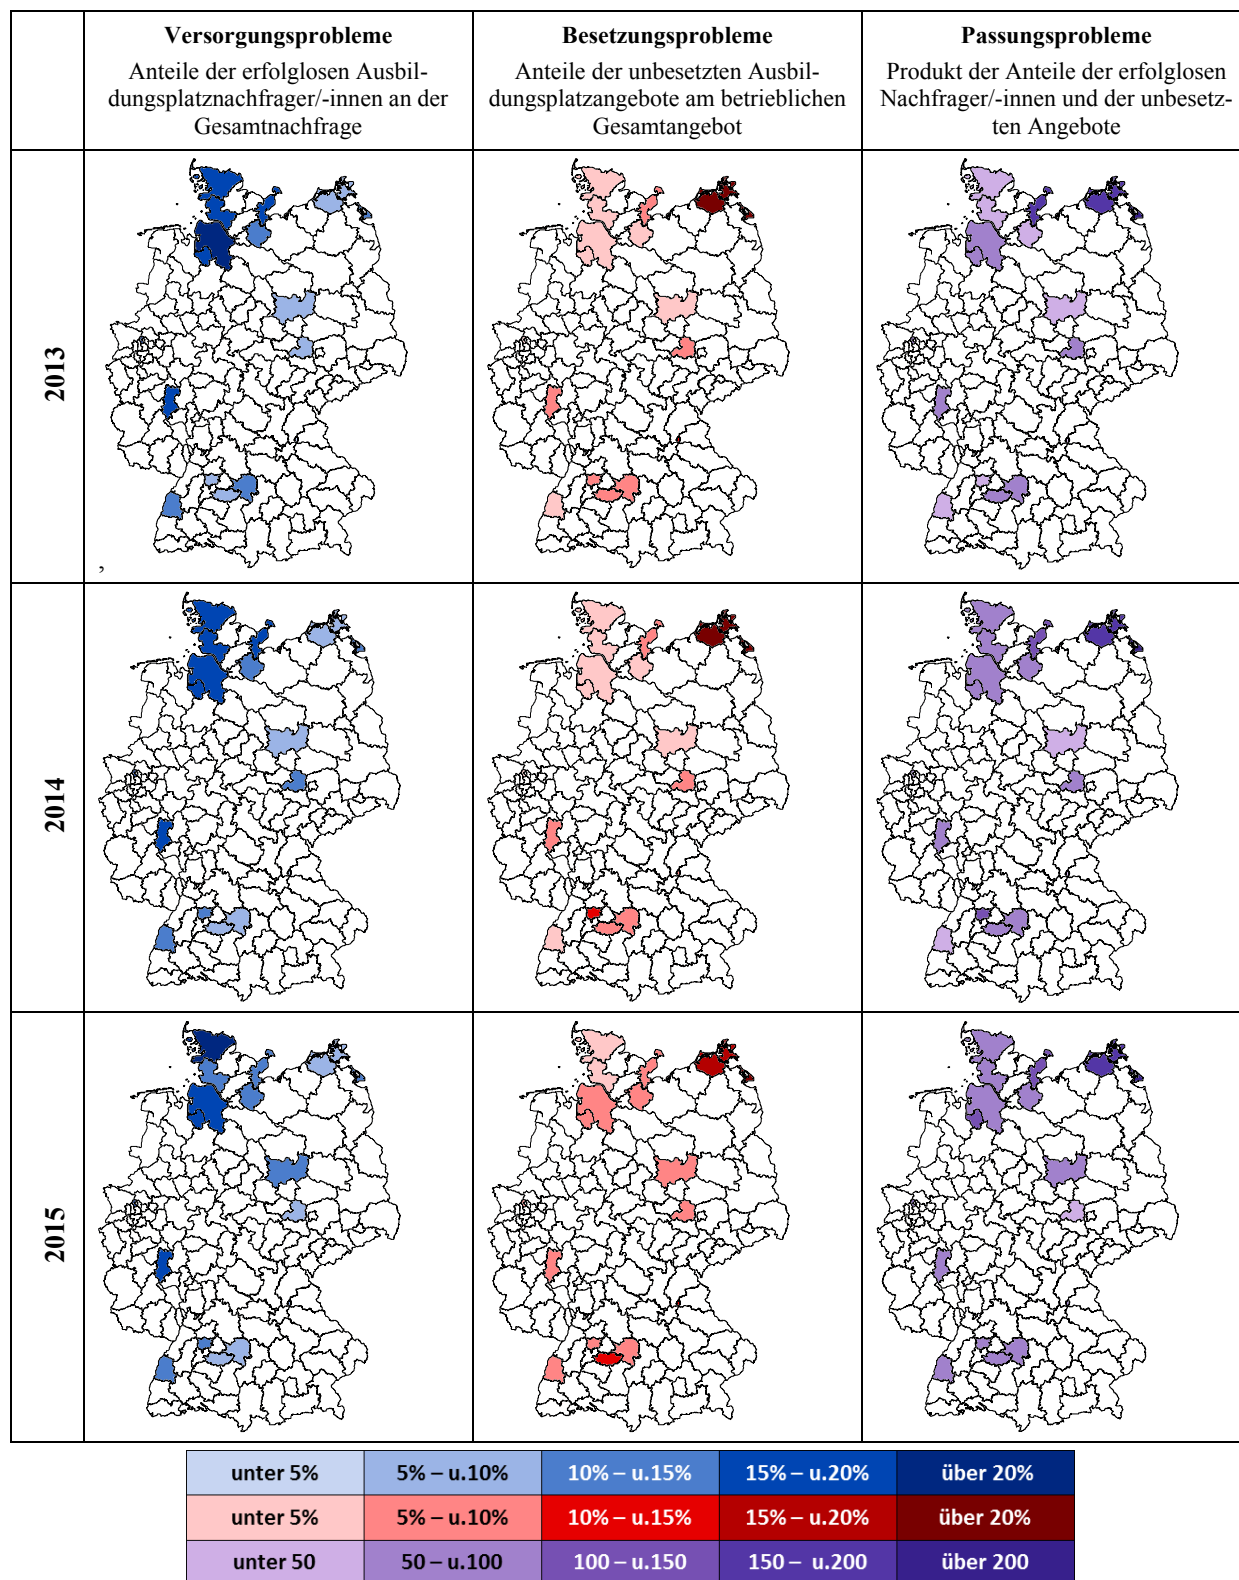 Versorgungsprobleme
Anteile der erfolglosen Ausbil-
dungsplatznachfrager/-innen an der
Gesamtnachfrage
Besetzungsprobleme
Anteile der unbesetzten Ausbil-
dungsplatzangebote am betrieblichen
Gesamtangebot
Passungsprobleme
Produkt der Anteile der erfolglosen
Nachfrager/-innen und der unbesetz-
ten Angebote
2013
,
2014
2015
unter 5% 5% – u.10% 10% – u.15% 15% – u.20% über 20%
unter 5% 5% – u.10% 10% – u.15% 15% – u.20% über 20%
unter 50 50 – u.100 100 – u.150 150 – u.200 über 200